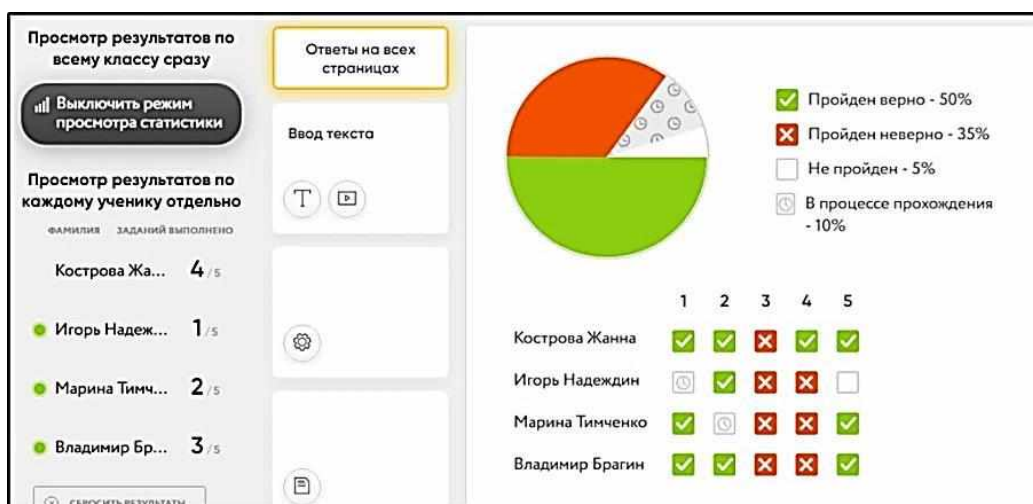 Просмотр результатов по
всему классу сразу
Выключить режим
просмотра статистики
Просмотр результатов по
каждому ученику отдельно
ФАМИЛИЯ ЗАДАНИЙ ВЫПОЛНЕНО
Кострова Жа... 4 /5
Игорь Надеж... 1 /5
Марина Тимч... 2 /5
Владимир Бр... 3 /5
СБРОСИТЬ РЕЗУЛЬТАТЫ
Ответы на всех
страницах
Ввод текста
T
Пройден верно - 50%
Пройден неверно - 35%
Не пройден - 5%
В процессе прохождения
- 10%
1 2 3 4 5
Кострова Жанна
Игорь Надеждин
Марина Тимченко
Владимир Брагин